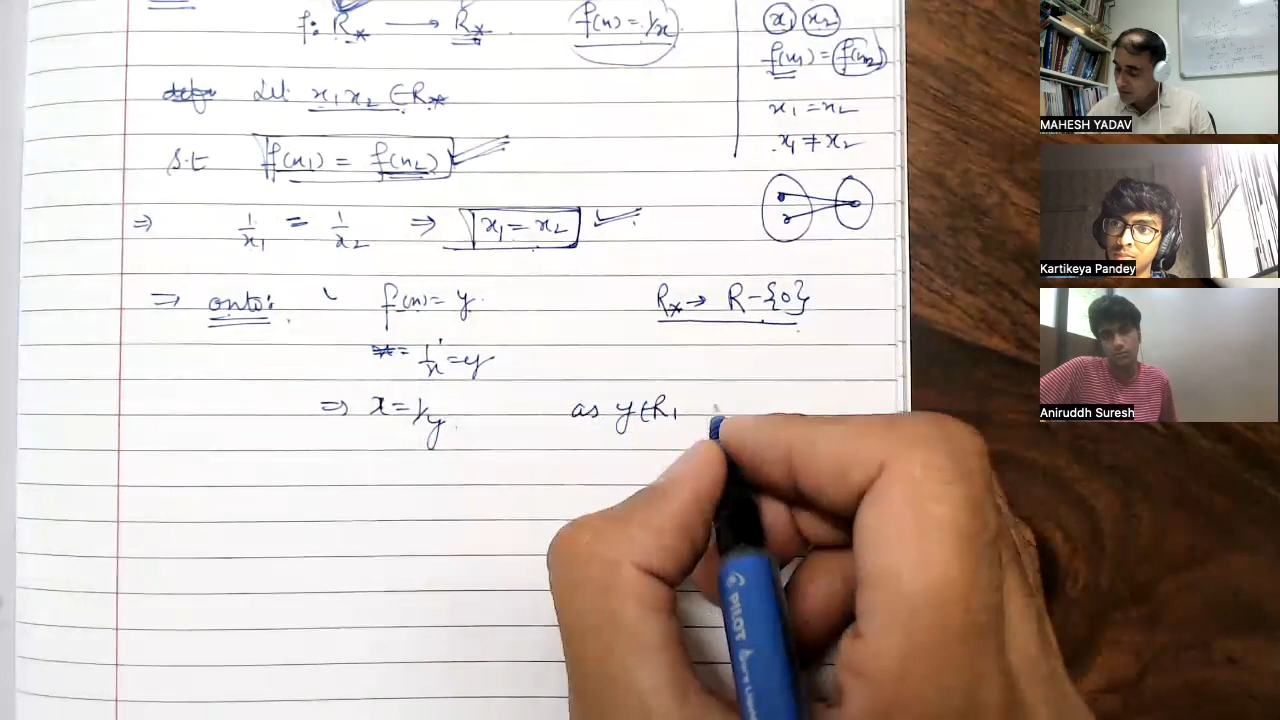 f: R* → R* f(x) = 1/x
Let x₁ x₂ ∈ R*
s.t f(x₁) = f(x₂)
⇒ 1/x₁ = 1/x₂ ⇒ x₁ = x₂
⇒ onto: f(x) = y. R* → R-{0}
1/x = y
⇒ x = 1/y. as y ∈ R,
x₁ x₂
f(x₁) = f(x₂)
x₁ = x₂
x₁ ≠ x₂
PILOT
MAHESH YADAV
Kartikeya Pandey
Aniruddh Suresh